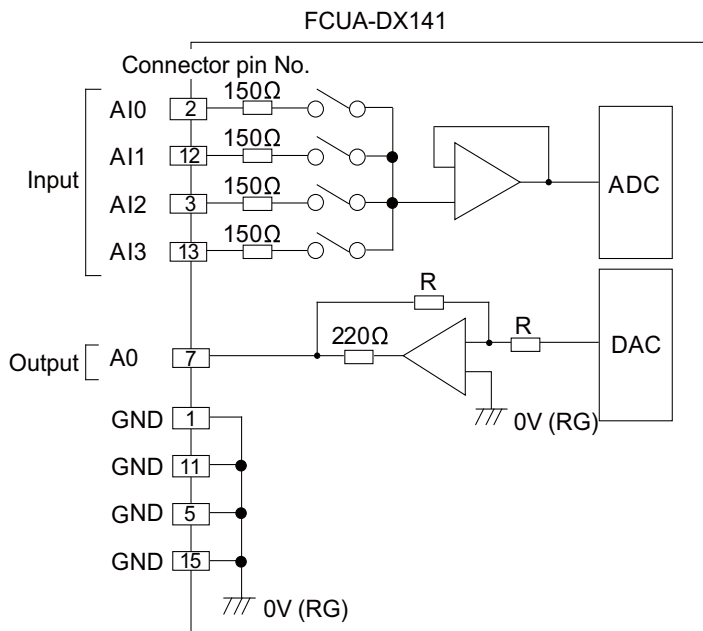 FCUA-DX141
Connector pin No.
Input
AI0 2 150Ω
AI1 12 150Ω
AI2 3 150Ω
AI3 13 150Ω
ADC
Output
A0 7 220Ω
R
R
DAC
0V (RG)
GND 1
GND 11
GND 5
GND 15
0V (RG)